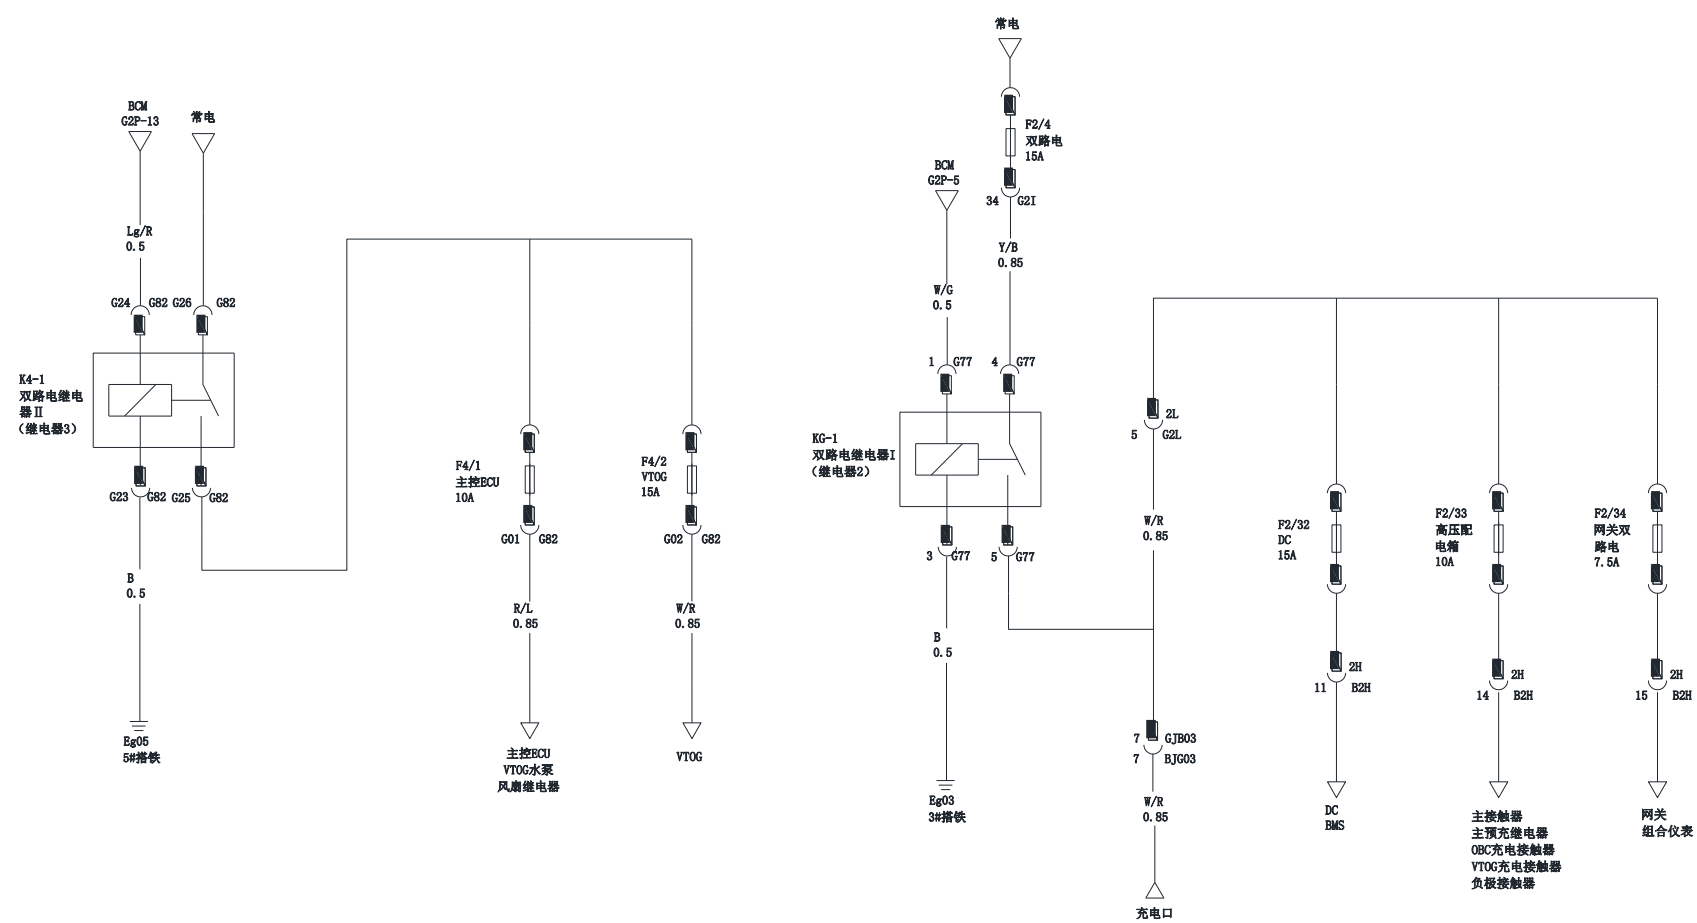 BCM
G2P-13
常电
Lg/R
0.5
G24
G82
G26
G82
K4-1
双路电继电
器Ⅱ
(继电器3)
G23
G82
G25
G82
B
0.5
Eg05
5#搭铁
F4/1
主控ECU
10A
G01
G82
R/L
0.85
主控ECU
VTOG水泵
风扇继电器
F4/2
VTOG
15A
G02
G82
W/R
0.85
VTOG
常电
F2/4
双路电
15A
34
G2I
Y/B
0.85
BCM
G2P-5
W/G
0.5
1
G77
4
G77
KG-1
双路电继电器I
(继电器2)
3
G77
5
G77
B
0.5
Eg03
3#搭铁
2L
5
G2L
W/R
0.85
7
GJB03
7
BJG03
W/R
0.85
充电口
F2/32
DC
15A
2H
11
B2H
DC
BMS
F2/33
高压配
电箱
10A
2H
14
B2H
主接触器
主预充继电器
OBC充电接触器
VTOG充电接触器
负极接触器
F2/34
网关双
路电
7.5A
2H
15
B2H
网关
组合仪表